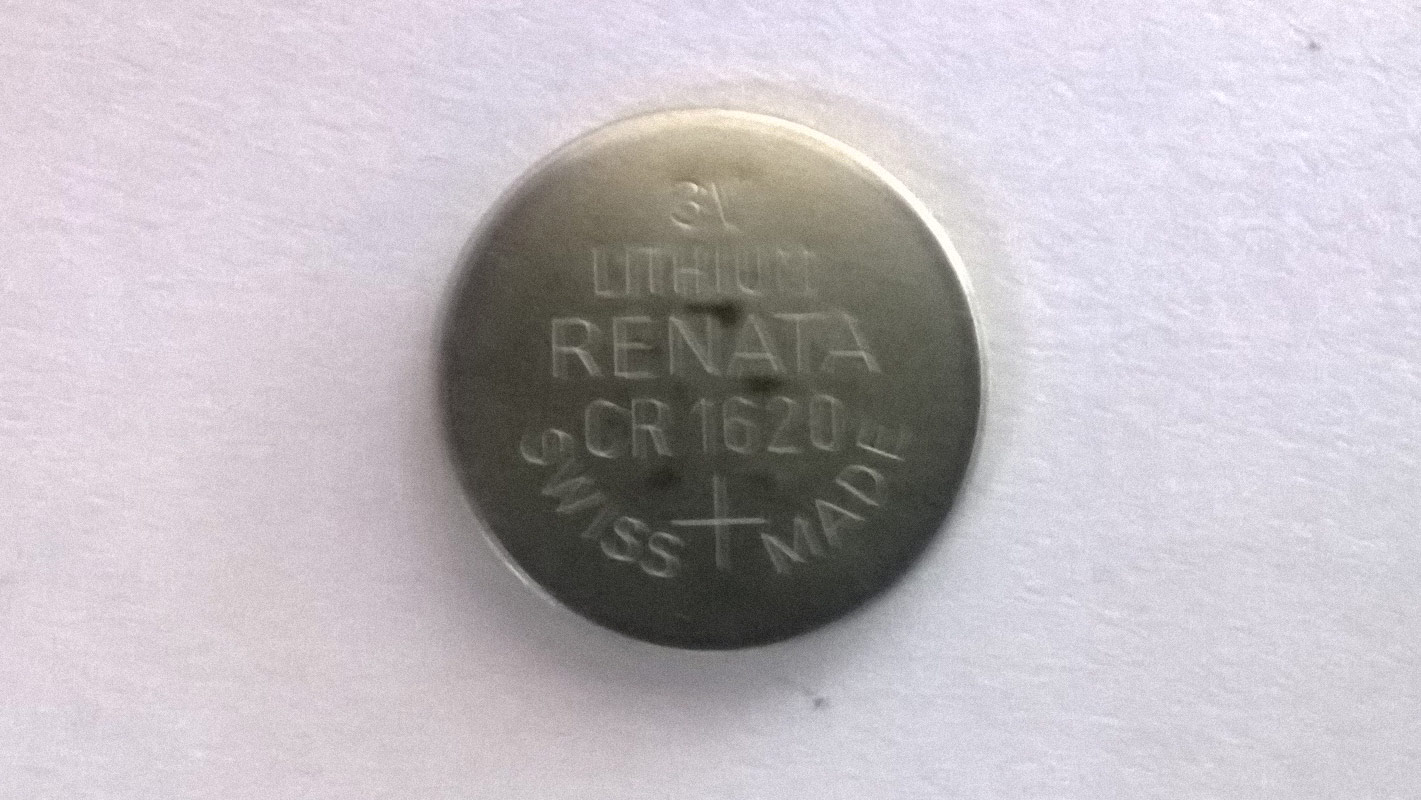 3V
LITHIUM
RENATA
CR 1620
SWISS + MADE